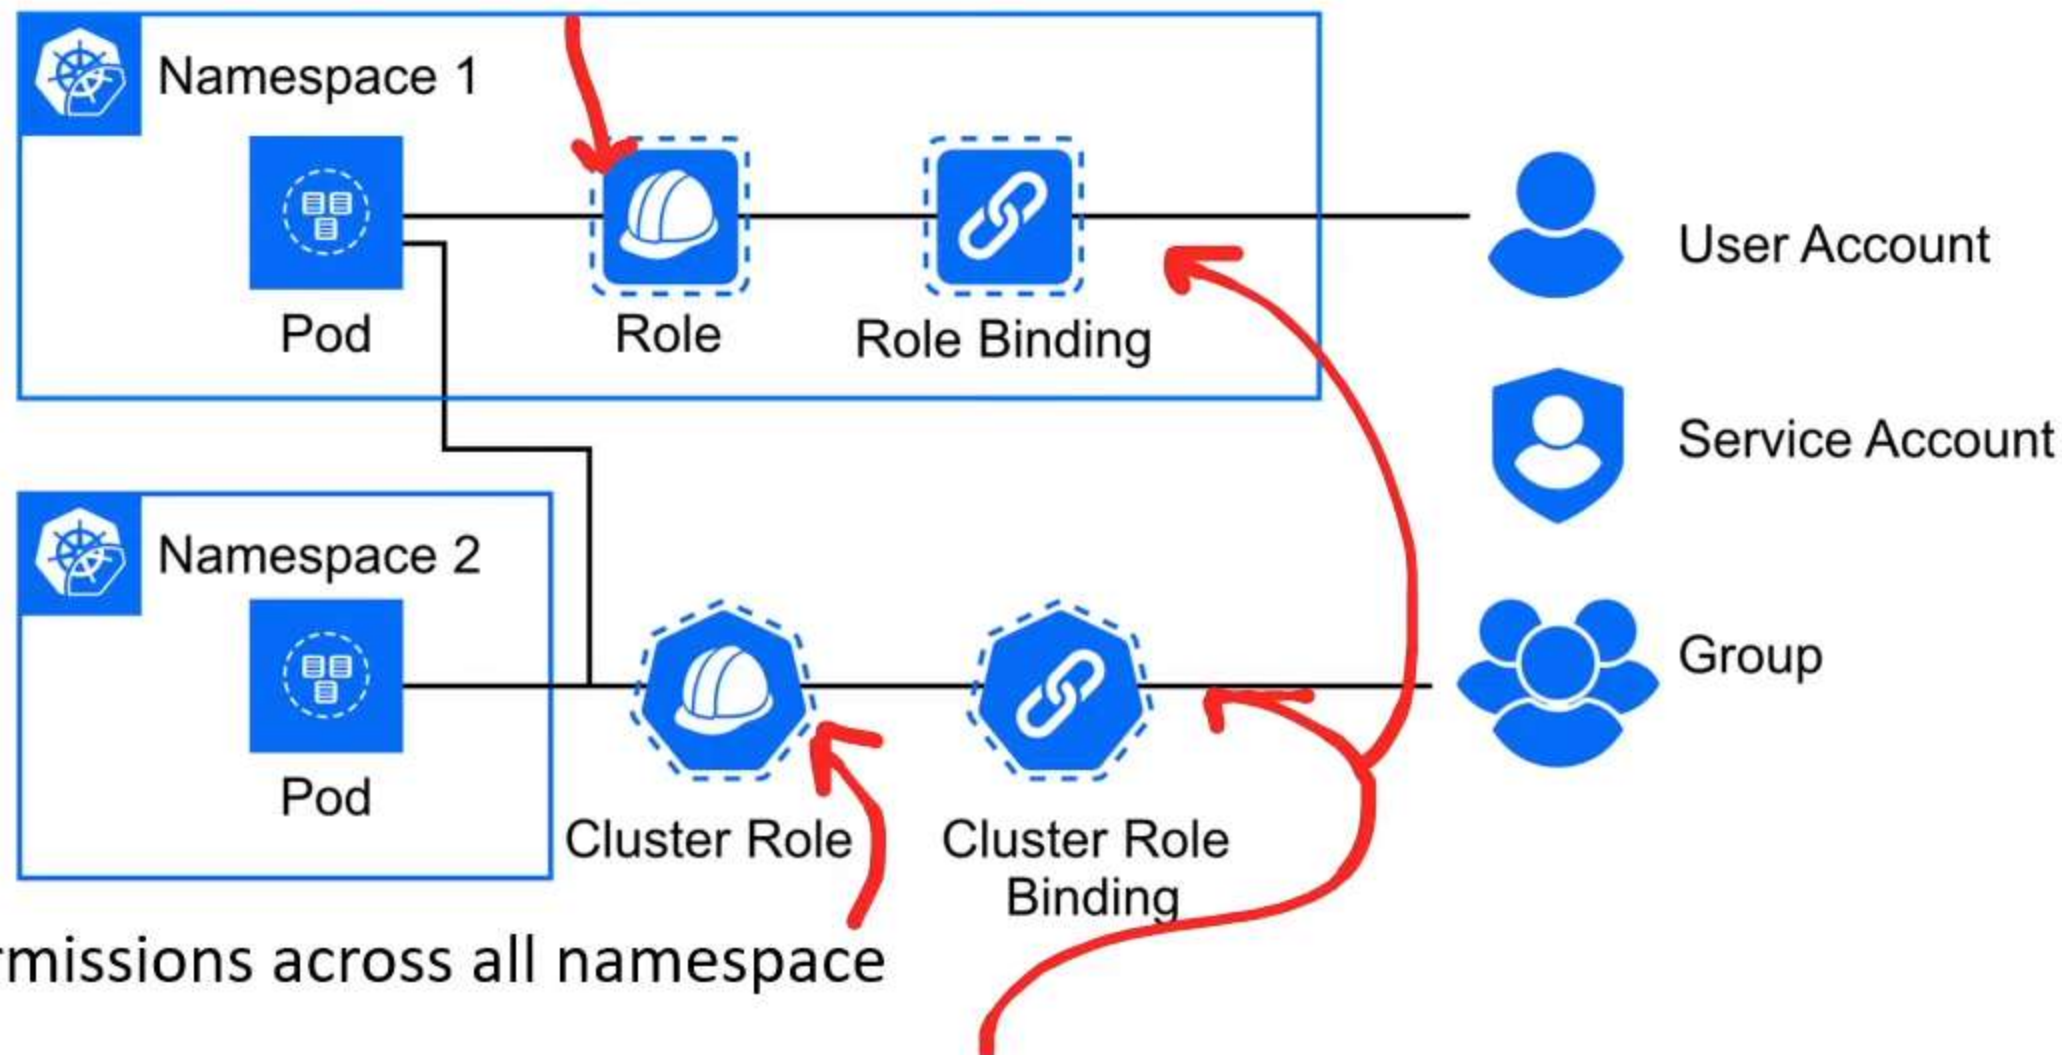 Namespace 1
Pod
Role
Role Binding
User Account
Service Account
Namespace 2
Pod
Cluster Role
Cluster Role
Binding
Group
rmissions across all namespace